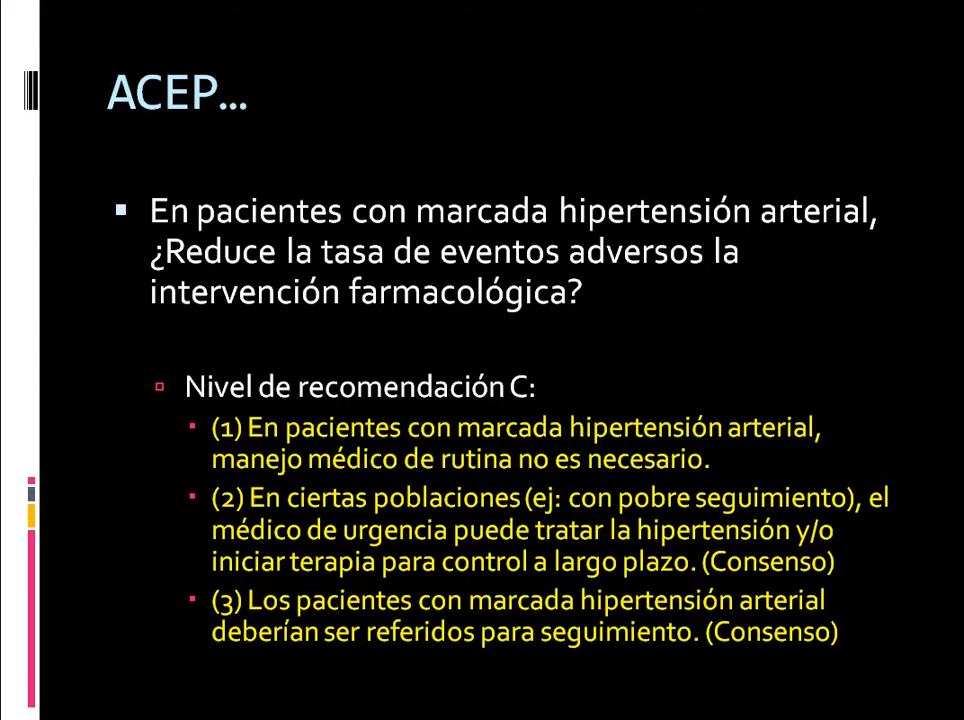 ACEP...
En pacientes con marcada hipertensión arterial,
¿Reduce la tasa de eventos adversos la
intervención farmacológica?
Nivel de recomendación C:
(1) En pacientes con marcada hipertensión arterial,
manejo médico de rutina no es necesario.
(2) En ciertas poblaciones (ej: con pobre seguimiento), el
médico de urgencia puede tratar la hipertensión y/o
iniciar terapia para control a largo plazo. (Consenso)
(3) Los pacientes con marcada hipertensión arterial
deberían ser referidos para seguimiento. (Consenso)